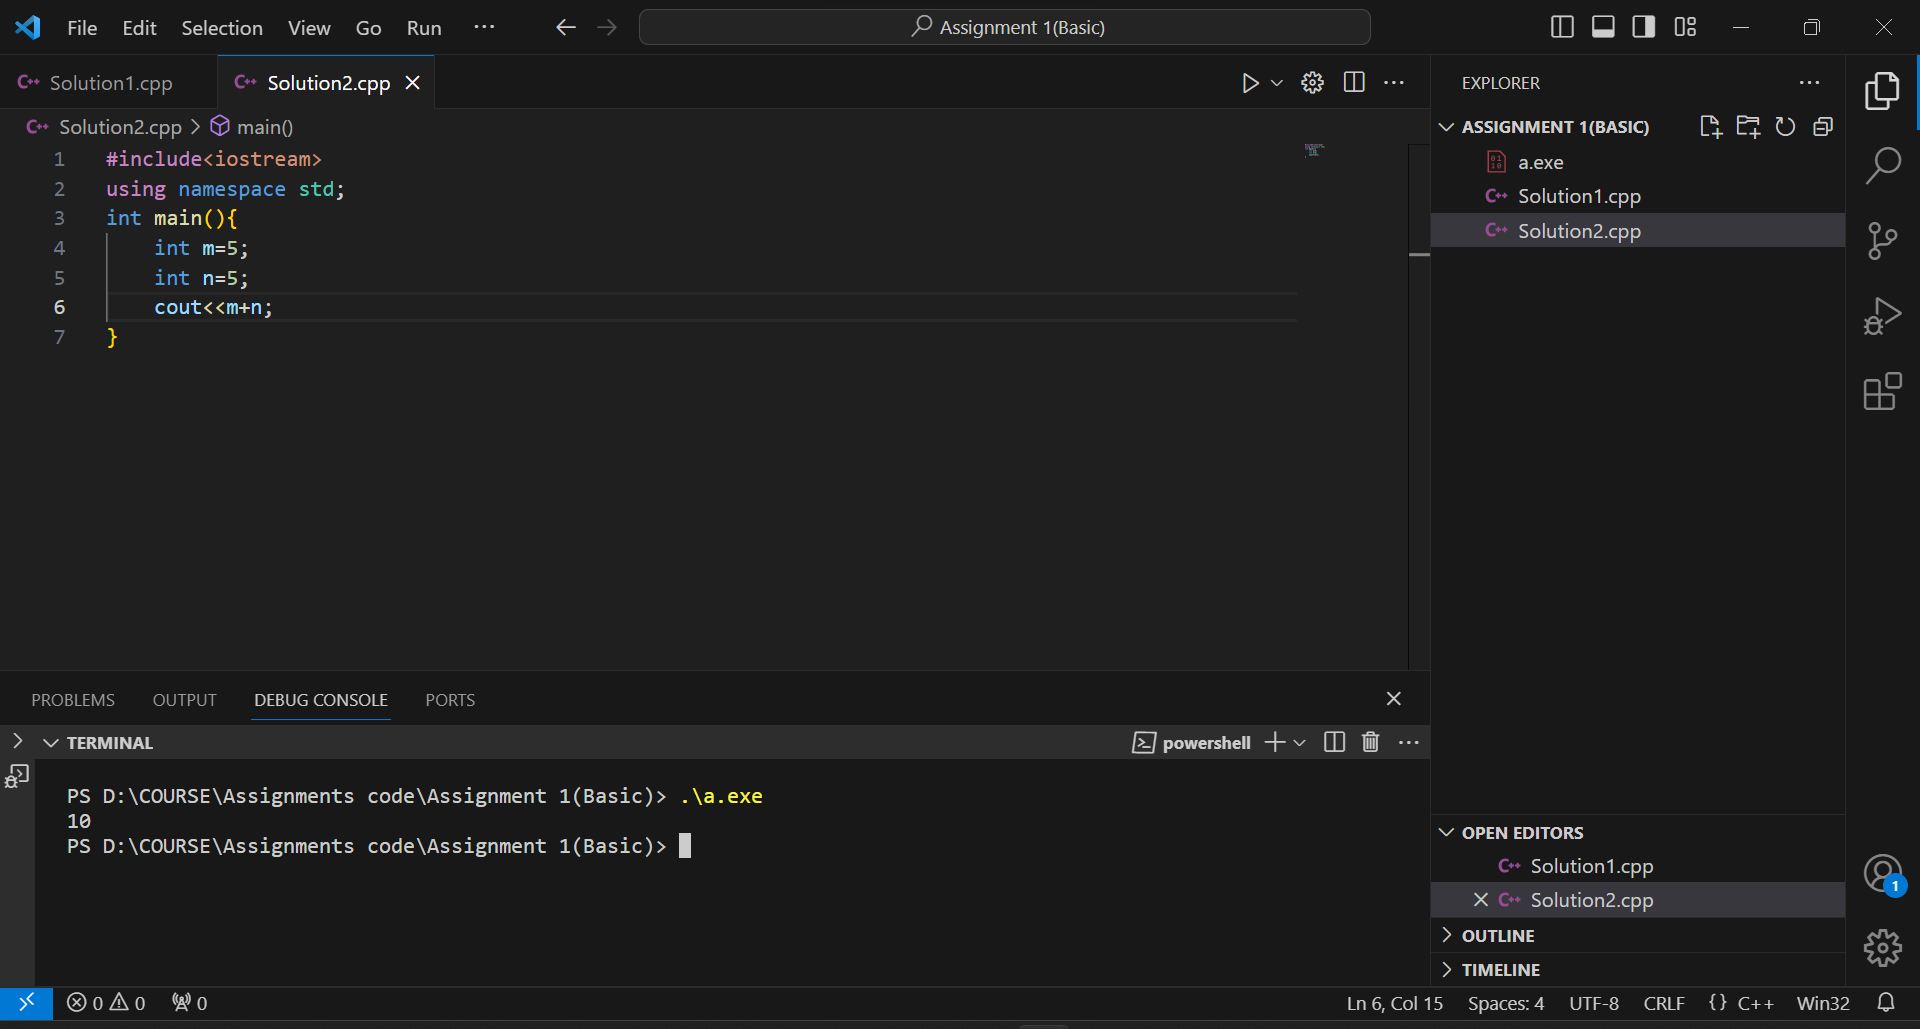 File Edit Selection View Go Run ··· Assignment 1(Basic)
Solution1.cpp Solution2.cpp
Solution2.cpp > main()
1 #include<iostream>
2 using namespace std;
3 int main(){
4 int m=5;
5 int n=5;
6 cout<<m+n;
7 }
PROBLEMS OUTPUT DEBUG CONSOLE PORTS
TERMINAL powershell
PS D:\COURSE\Assignments code\Assignment 1(Basic)> .\a.exe
10
PS D:\COURSE\Assignments code\Assignment 1(Basic)>
EXPLORER
ASSIGNMENT 1(BASIC)
a.exe
Solution1.cpp
Solution2.cpp
OPEN EDITORS
Solution1.cpp
Solution2.cpp
OUTLINE
TIMELINE
1
0 0 0 Ln 6, Col 15 Spaces: 4 UTF-8 CRLF {} C++ Win32